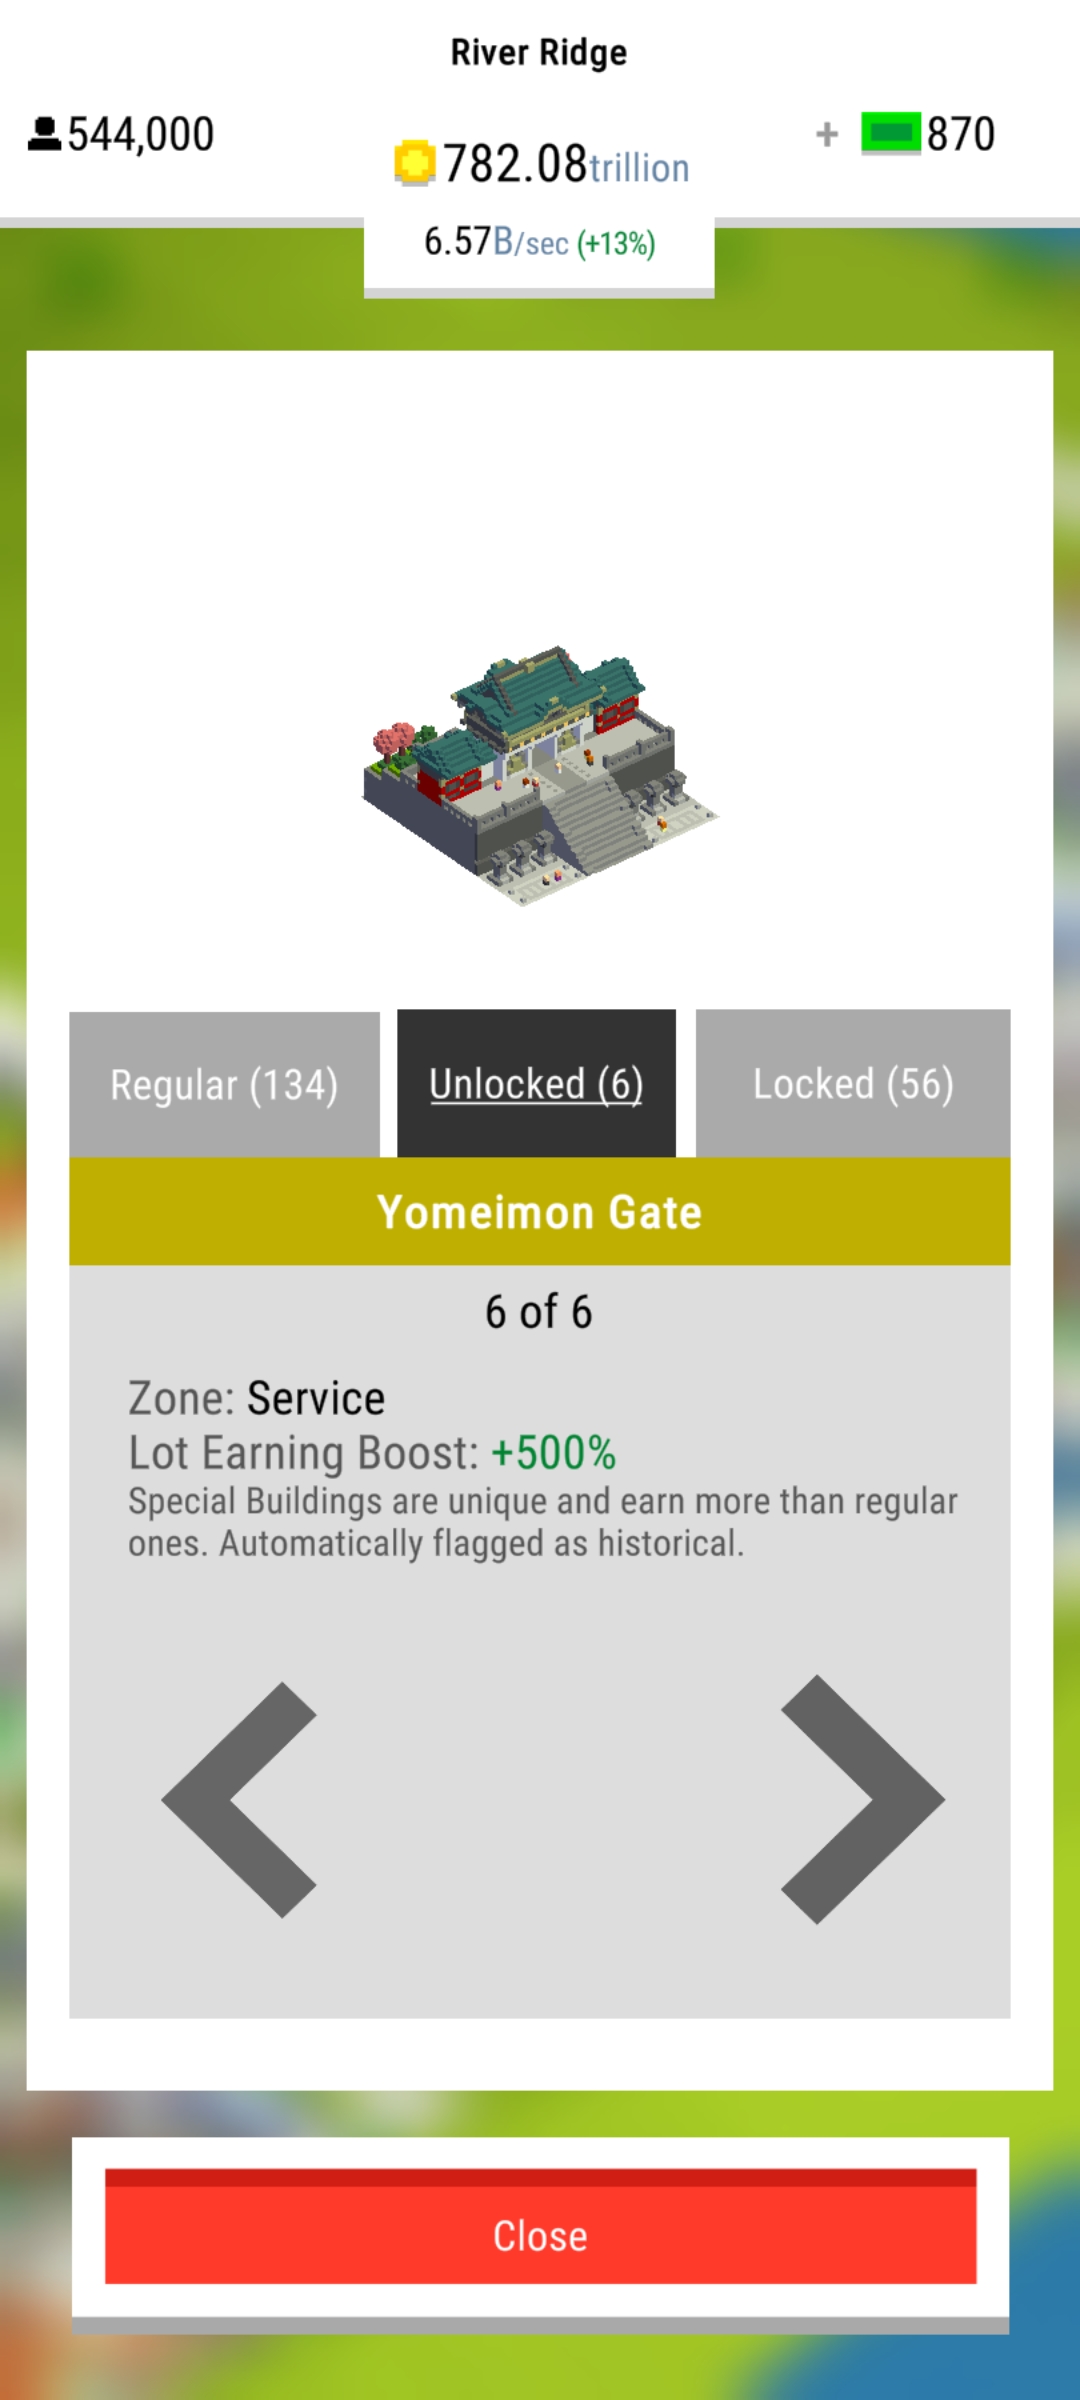 River Ridge
544,000
782.08trillion
+ 870
6.57B/sec (+13%)
Regular (134)
Unlocked (6)
Locked (56)
Yomeimon Gate
6 of 6
Zone: Service
Lot Earning Boost: +500%
Special Buildings are unique and earn more than regular
ones. Automatically flagged as historical.
Close